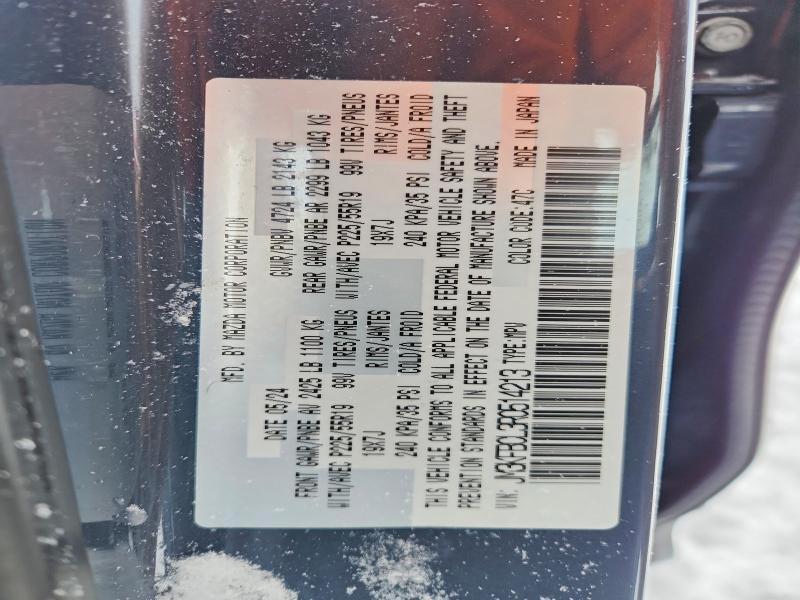 MFD. BY MAZDA MOTOR CORPORATION
DATE 05/24 GVWR/PNBV 4724 LB 2143 KG
FRONT GAWR/PNBE AV 2425 LB 1100 KG REAR GAWR/PNBE AR 2299 LB 1043 KG
WITH/AVEC P225/55R19 99V TIRES/PNEUS WITH/AVEC P225/55R19 99V TIRES/PNEUS
19X7J RIMS/JANTES 19X7J RIMS/JANTES
240 KPA/35 PSI COLD/A FROID 240 KPA/35 PSI COLD/A FROID
THIS VEHICLE CONFORMS TO ALL APPLICABLE FEDERAL MOTOR VEHICLE SAFETY AND THEFT
PREVENTION STANDARDS IN EFFECT ON THE DATE OF MANUFACTURE SHOWN ABOVE.
VIN: JM3KFBCL3R0514213 TYPE:MPV COLOR CODE:47C MADE IN JAPAN